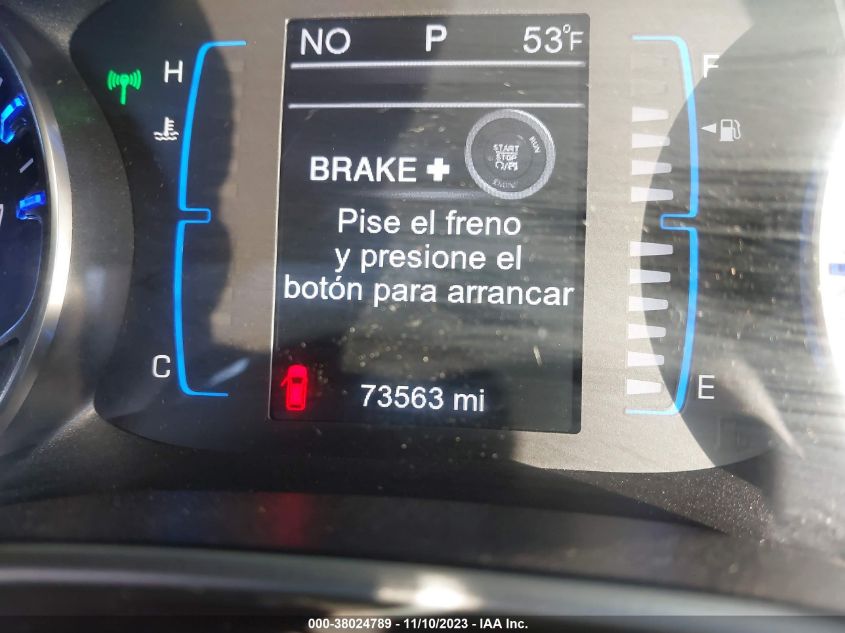 NO P 53°F
H F
START
STOP
RUN
ENGINE
BRAKE +
Pise el freno
y presione el
botón para arrancar
C E
73563 mi
000-38024789 - 11/10/2023 - IAA Inc.